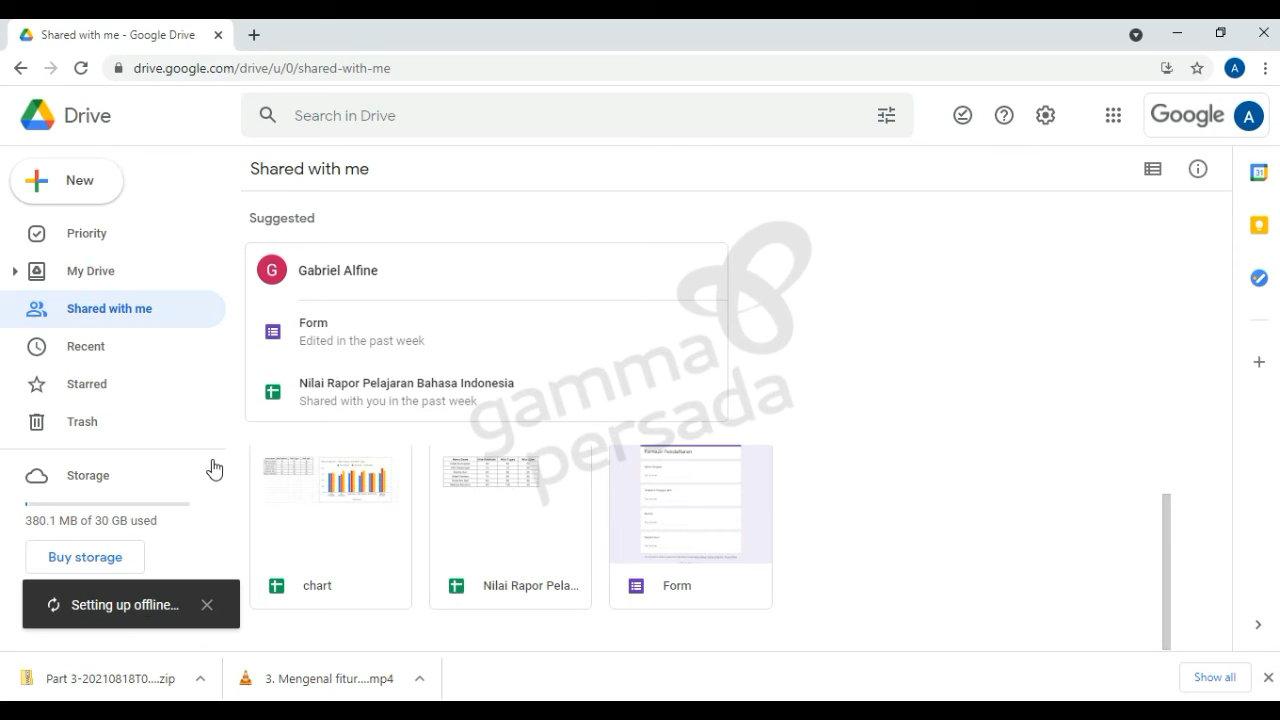 Shared with me - Google Drive
drive.google.com/drive/u/0/shared-with-me
A
Drive
Search in Drive
Google
A
New
Shared with me
Priority
My Drive
Shared with me
Recent
Starred
Trash
Storage
380.1 MB of 30 GB used
Buy storage
Setting up offline...
Suggested
G
Gabriel Alfine
Form
Edited in the past week
Nilai Rapor Pelajaran Bahasa Indonesia
Shared with you in the past week
gamma
persada
chart
Nilai Rapor Pela...
Form
31
Part 3-20210818T0....zip
3. Mengenal fitur....mp4
Show all